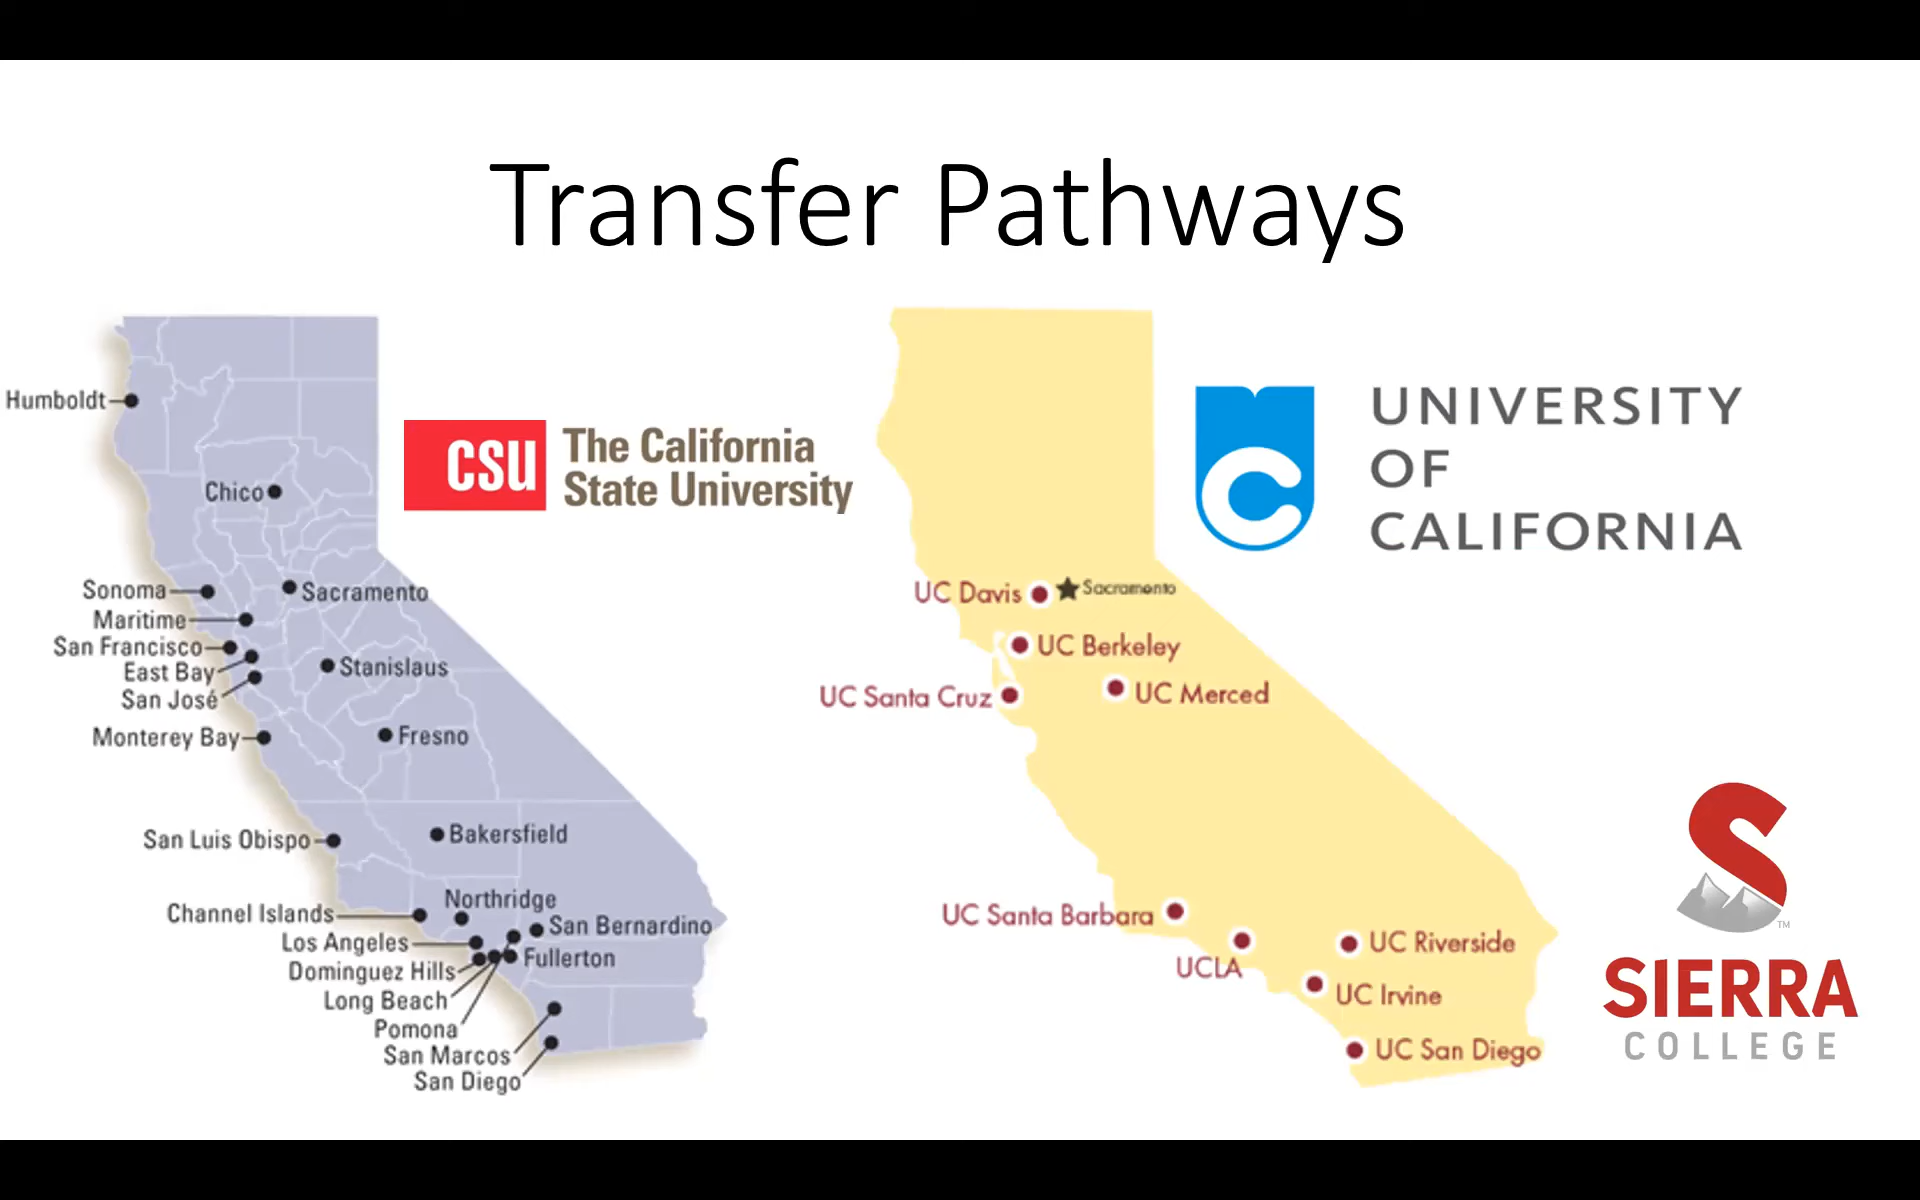 Transfer Pathways
Humboldt
Chico
Sonoma
Sacramento
Maritime
San Francisco
East Bay
Stanislaus
San José
Monterey Bay
Fresno
San Luis Obispo
Bakersfield
Northridge
Channel Islands
San Bernardino
Los Angeles
Fullerton
Dominguez Hills
Long Beach
Pomona
San Marcos
San Diego
CSU
The California
State University
UC Davis
Sacramento
UC Berkeley
UC Santa Cruz
UC Merced
UC Santa Barbara
UCLA
UC Riverside
UC Irvine
UC San Diego
UC
UNIVERSITY
OF
CALIFORNIA
S
TM
SIERRA
COLLEGE